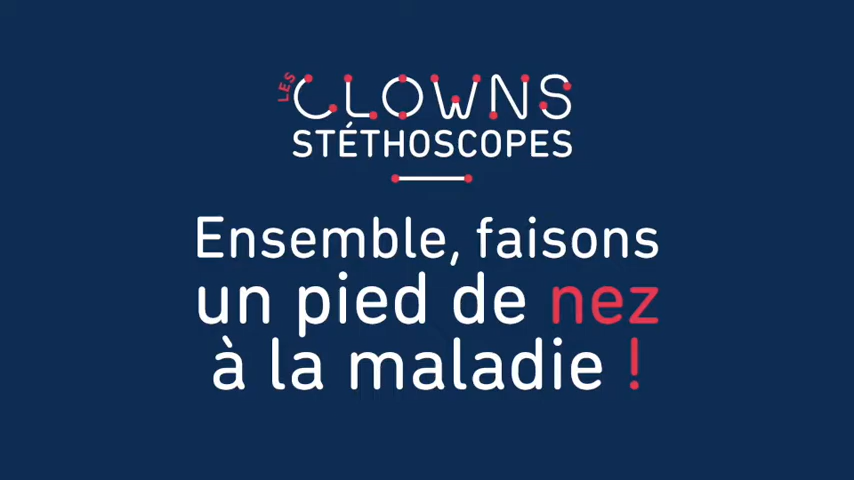 LES CLOWNS
STÉTHOSCOPES
Ensemble, faisons
un pied de nez
à la maladie !